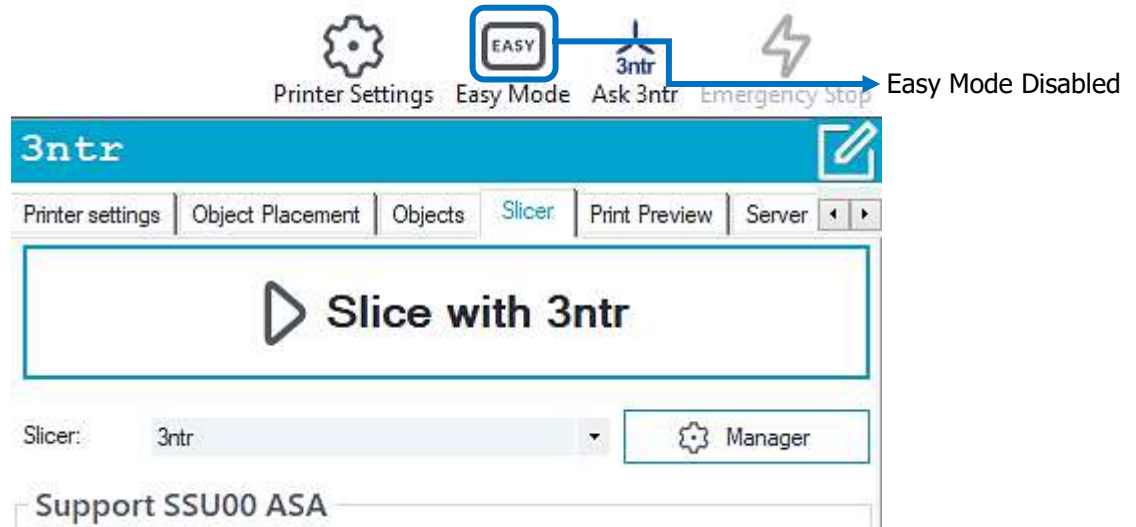 EASY
3ntr
Printer Settings Easy Mode Ask 3ntr Emergency Stop
Easy Mode Disabled
3ntr
Printer settings Object Placement Objects Slicer Print Preview Server
Slice with 3ntr
Slicer: 3ntr Manager
Support SSU00 ASA